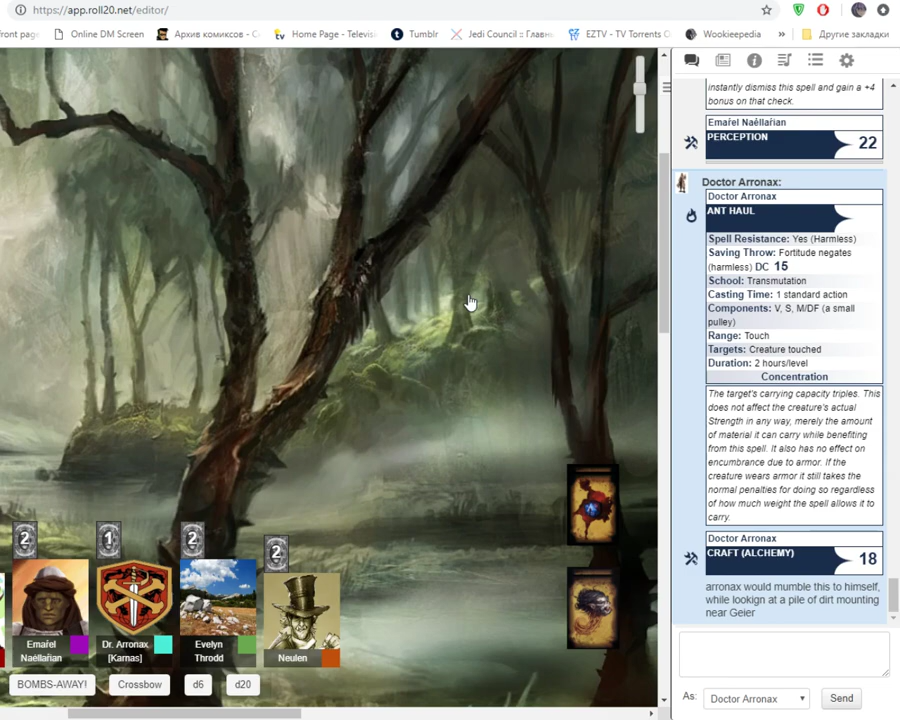 https://app.roll20.net/editor/
front page
Online DM Screen
Архив комиксов - С
Home Page - Televis
Tumblr
Jedi Council :: Главн
EZTV - TV Torrents O
Wookieepedia
»
Другие закладки
instantly dismiss this spell and gain a +4
bonus on that check.
Emařel Naëllařian
PERCEPTION 22
Doctor Arronax:
Doctor Arronax
ANT HAUL
Spell Resistance: Yes (Harmless)
Saving Throw: Fortitude negates
(harmless) DC 15
School: Transmutation
Casting Time: 1 standard action
Components: V, S, M/DF (a small
pulley)
Range: Touch
Targets: Creature touched
Duration: 2 hours/level
Concentration
The target's carrying capacity triples. This
does not affect the creature's actual
Strength in any way, merely the amount
of material it can carry while benefiting
from this spell. It also has no effect on
encumbrance due to armor. If the
creature wears armor it still takes the
normal penalties for doing so regardless
of how much weight the spell allows it to
carry.
Doctor Arronax
CRAFT (ALCHEMY) 18
arronax would mumble this to himself,
while lookign at a pile of dirt mounting
near Geier
As:
Doctor Arronax
Send
2
1
2
2
Emařel
Naëllařian
Dr. Arronax
[Karnas]
Evelyn
Throdd
Neulen
BOMBS-AWAY!
Crossbow
d6
d20